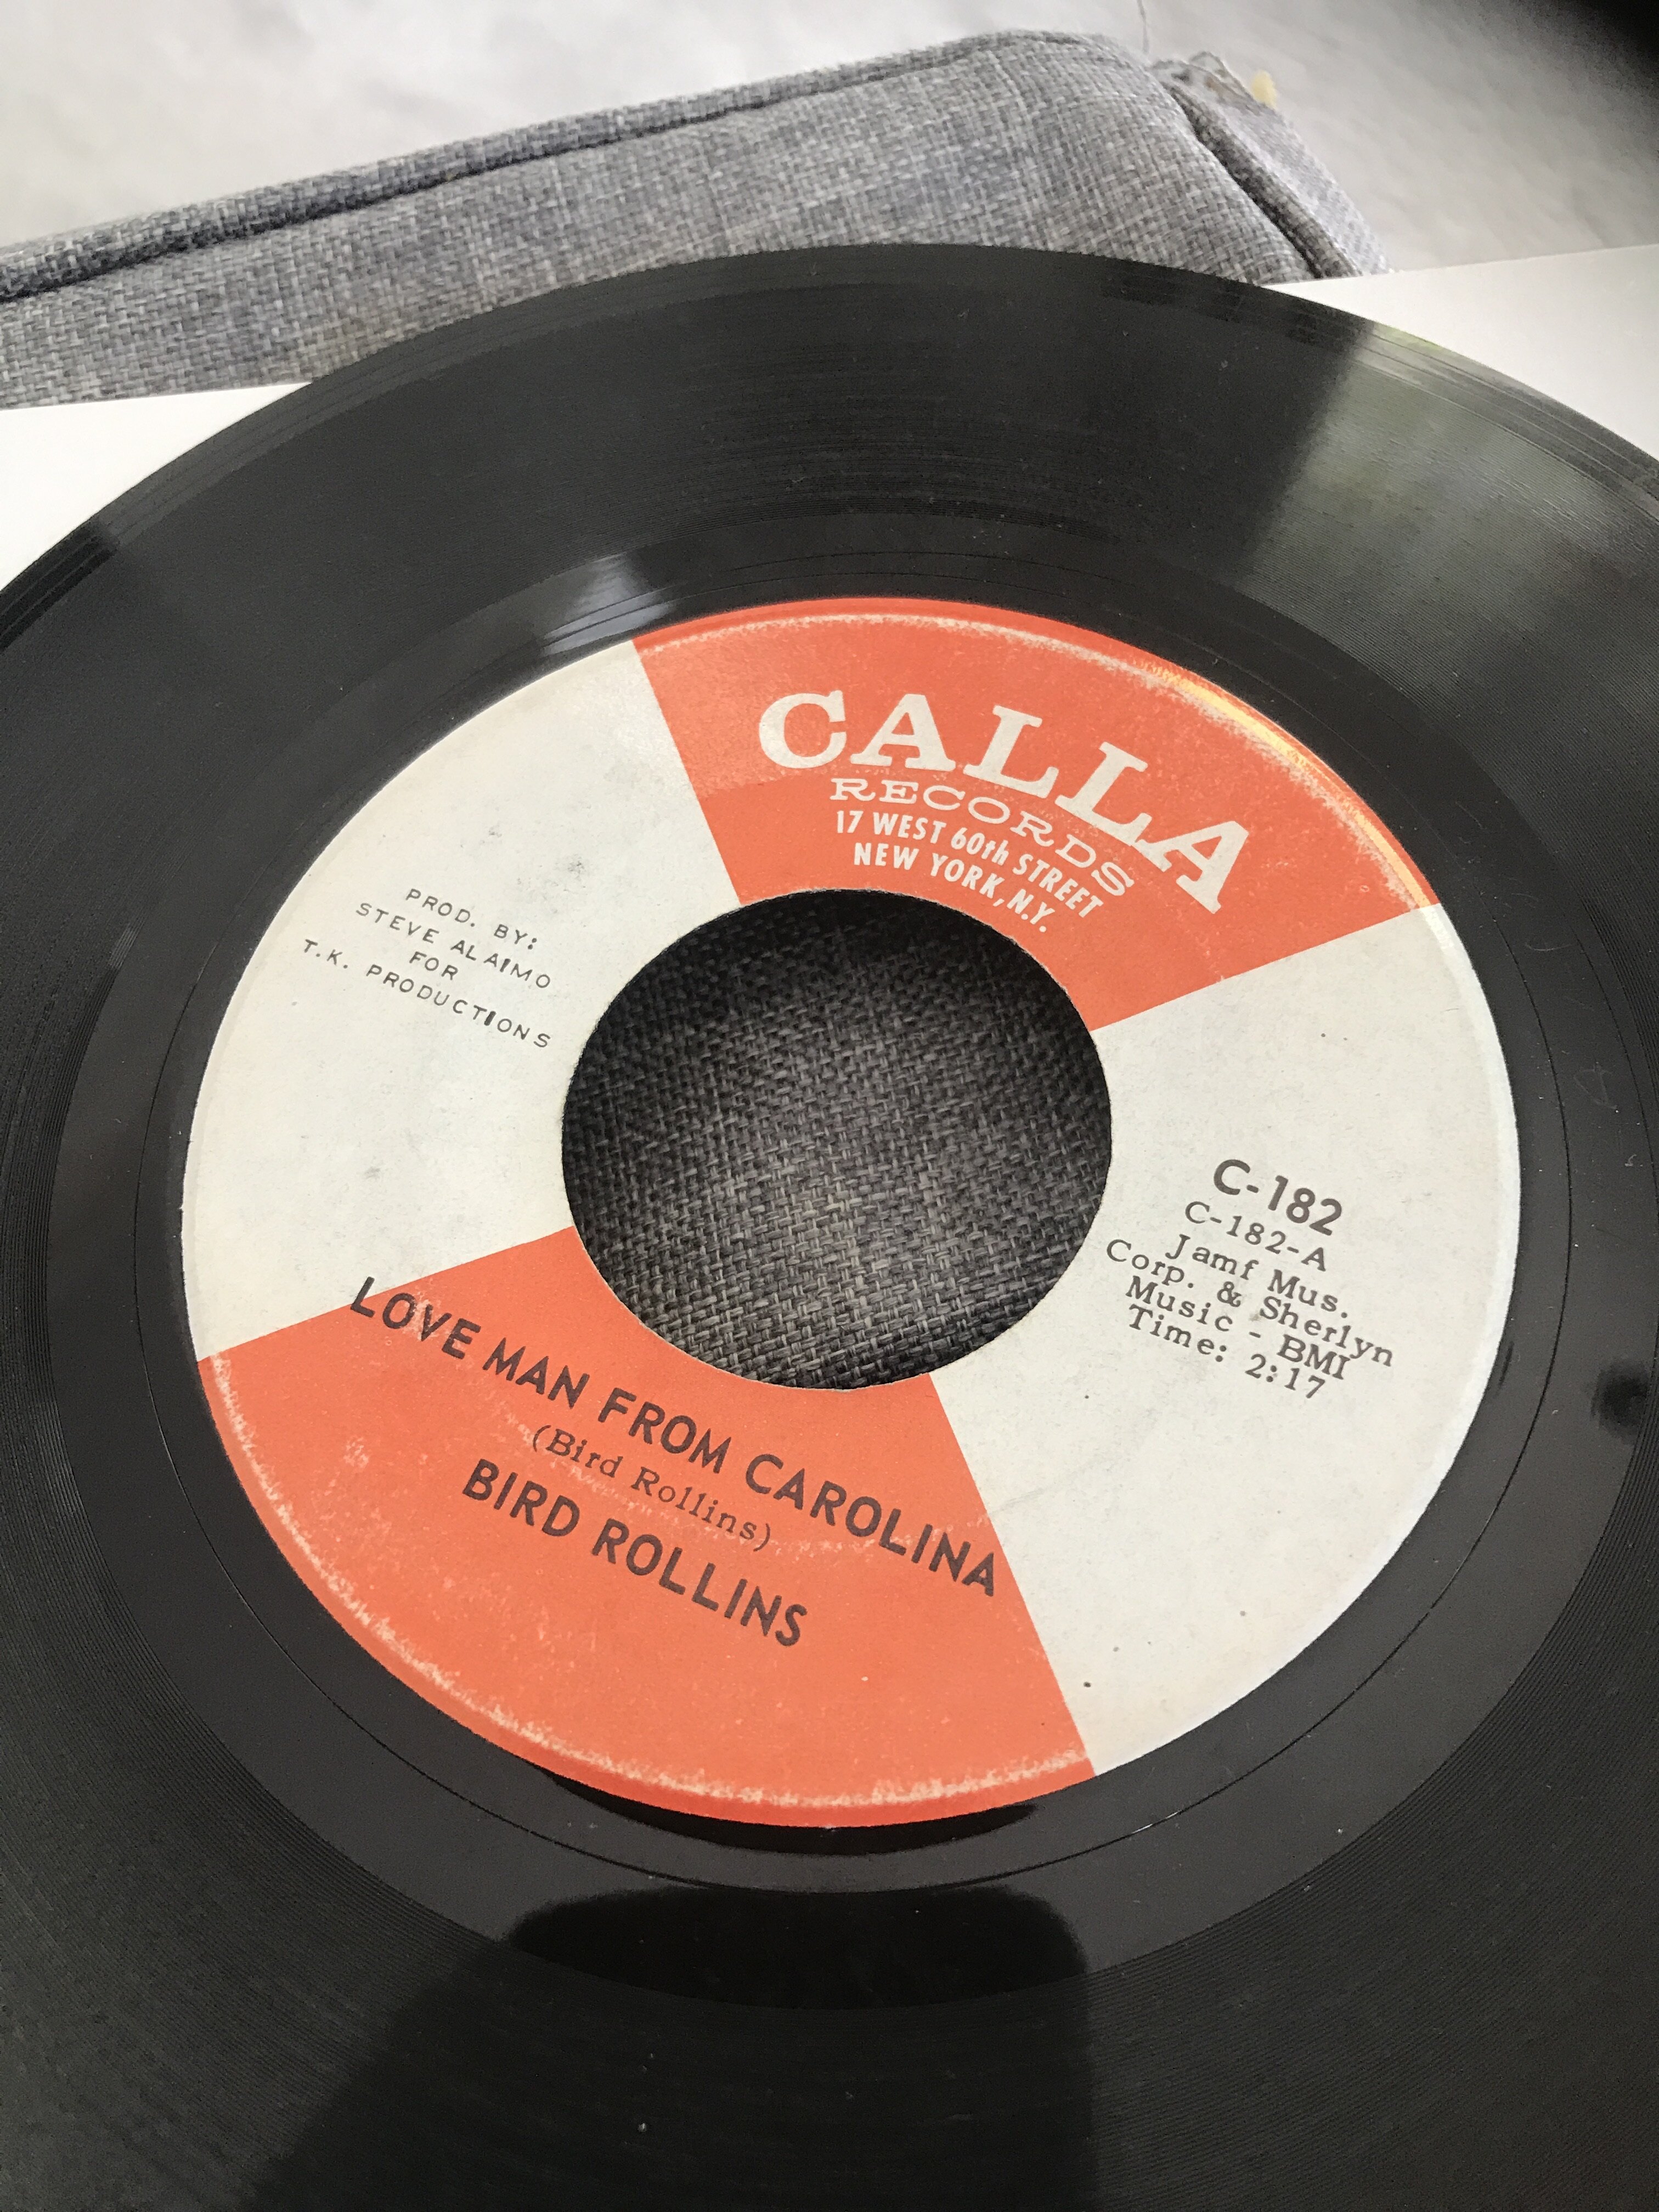 CALLA
RECORDS
17 WEST 60th STREET
NEW YORK, N.Y.
PROD. BY:
STEVE ALAIMO
FOR
T.K. PRODUCTIONS
C-182
C-182-A
Jamf Mus.
Corp. & Sherlyn
Music - BMI
Time: 2:17
LOVE MAN FROM CAROLINA
(Bird Rollins)
BIRD ROLLINS